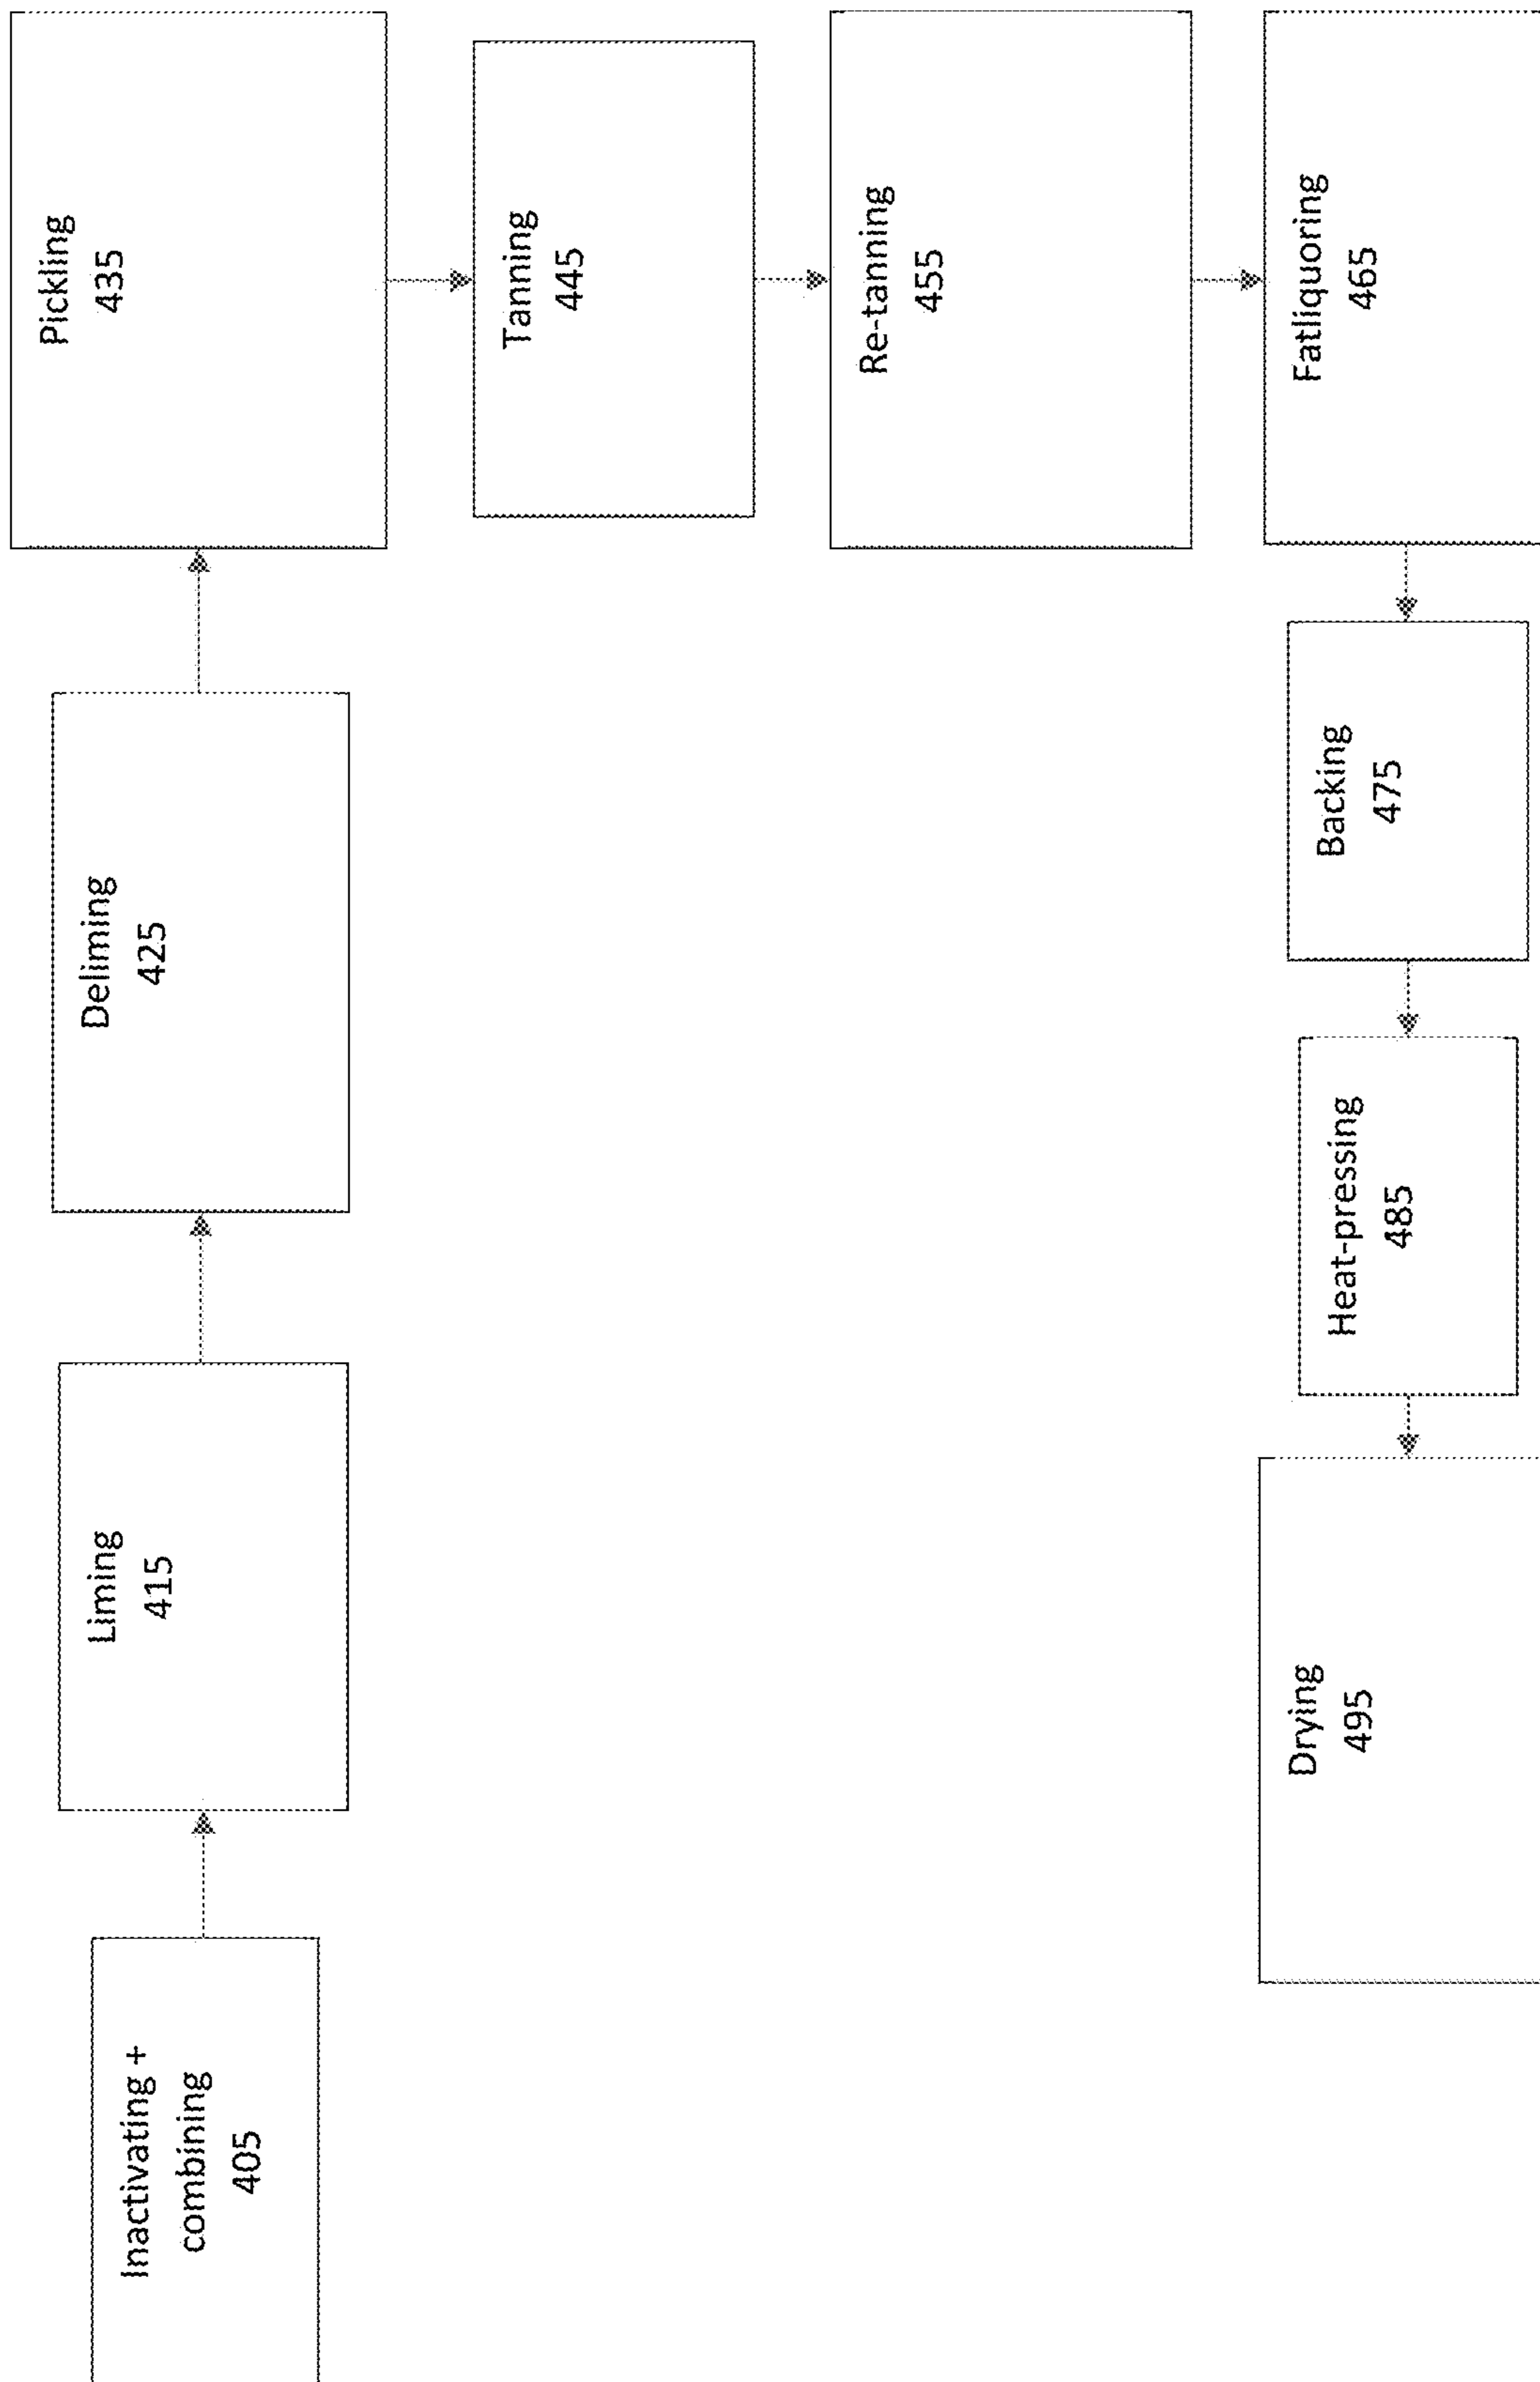 Inactivating +
combining
405
Liming
415
Deliming
425
Pickling
435
Tanning
445
Re-tanning
455
Fatliquoring
465
Backing
475
Heat-pressing
485
Drying
495